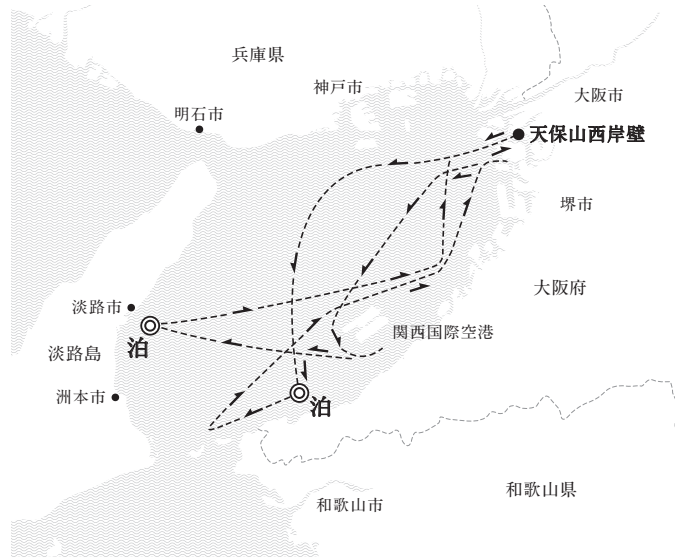 兵庫県
神戸市
大阪市
明石市
天保山西岸壁
堺市
大阪府
淡路市
関西国際空港
泊
淡路島
洲本市
泊
和歌山県
和歌山市